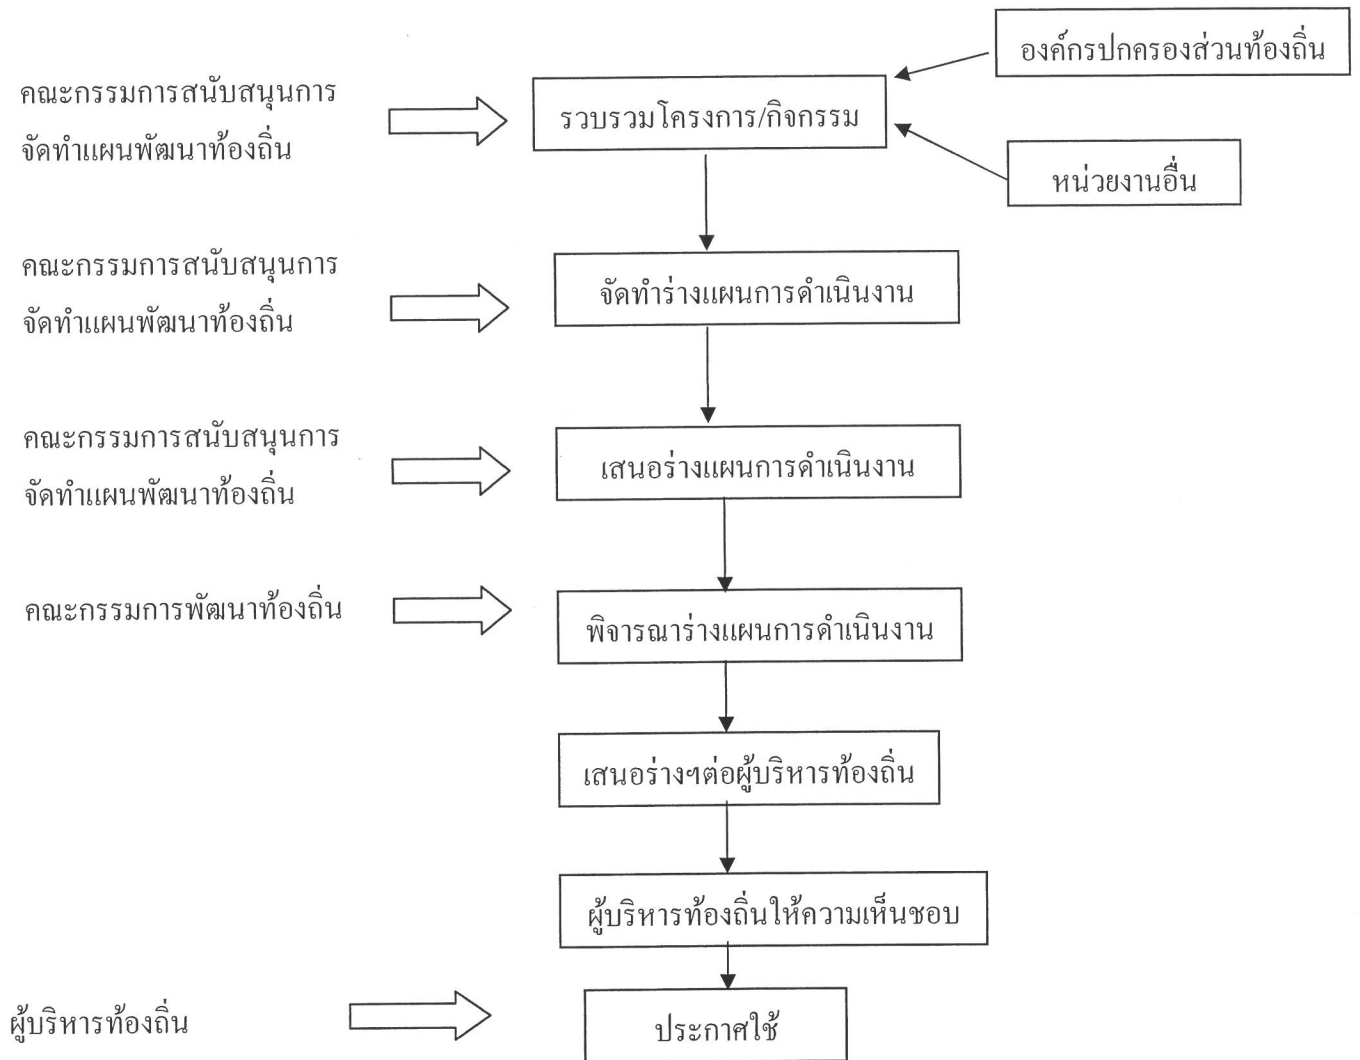 องค์กรปกครองส่วนท้องถิ่น
คณะกรรมการสนับสนุนการ
จัดทำแผนพัฒนาท้องถิ่น
รวบรวมโครงการ/กิจกรรม
หน่วยงานอื่น
คณะกรรมการสนับสนุนการ
จัดทำแผนพัฒนาท้องถิ่น
จัดทำร่างแผนการดำเนินงาน
คณะกรรมการสนับสนุนการ
จัดทำแผนพัฒนาท้องถิ่น
เสนอร่างแผนการดำเนินงาน
คณะกรรมการพัฒนาท้องถิ่น
พิจารณาร่างแผนการดำเนินงาน
เสนอร่างฯต่อผู้บริหารท้องถิ่น
ผู้บริหารท้องถิ่นให้ความเห็นชอบ
ผู้บริหารท้องถิ่น
ประกาศใช้